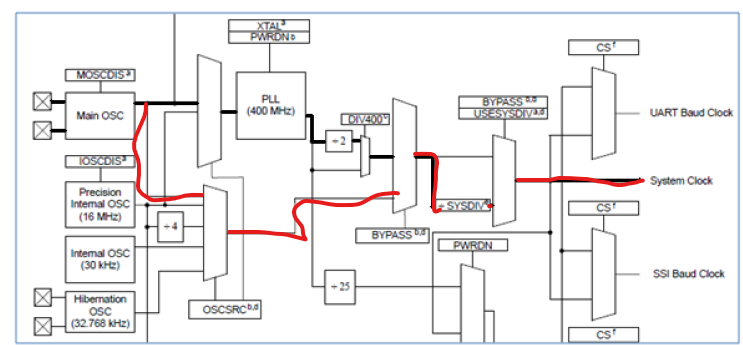 XTALª
PWRDN b
CS f
MOSCDIS a
Main OSC
PLL
(400 MHz)
DIV400 c
BYPASS b,d
USESYSDIV a,d
UART Baud Clock
÷ 2
IOSCDIS a
Precision
Internal OSC
(16 MHz)
System Clock
÷ SYSDIV e
CS f
÷ 4
BYPASS b,d
PWRDN
Internal OSC
(30 kHz)
SSI Baud Clock
÷ 25
Hibernation
OSC
(32.768 kHz)
OSCSRC b,d
CS f